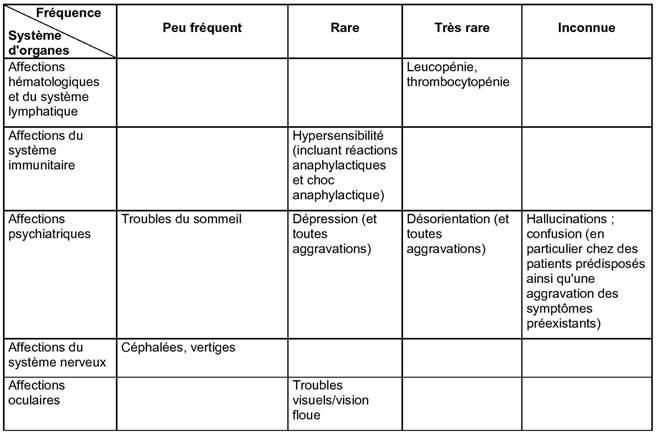 Fréquence
Système
d'organes
Peu fréquent
Rare
Très rare
Inconnue
Affections
hématologiques
et du système
lymphatique
Leucopénie,
thrombocytopénie
Affections du
système
immunitaire
Hypersensibilité
(incluant réactions
anaphylactiques
et choc
anaphylactique)
Affections
psychiatriques
Troubles du sommeil
Dépression (et
toutes
aggravations)
Désorientation (et
toutes
aggravations)
Hallucinations ;
confusion (en
particulier chez des
patients prédisposés
ainsi qu'une
aggravation des
symptômes
préexistants)
Affections du
système nerveux
Céphalées, vertiges
Affections
oculaires
Troubles
visuels/vision
floue